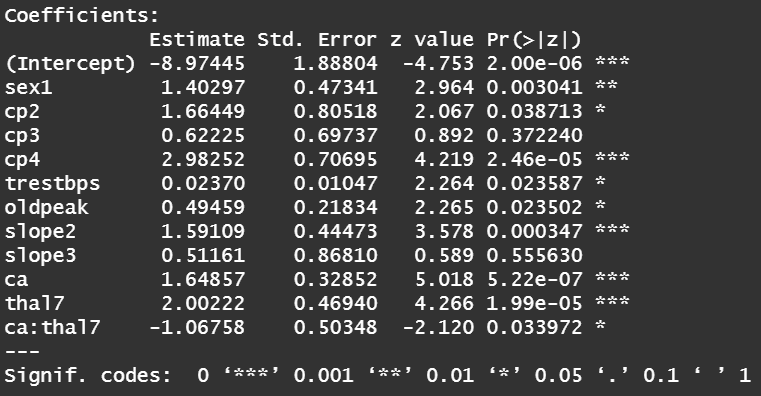 Coefficients:
            Estimate Std. Error z value Pr(>|z|)
(Intercept) -8.97445    1.88804  -4.753 2.00e-06 ***
sex1         1.40297    0.47341   2.964 0.003041 **
cp2          1.66449    0.80518   2.067 0.038713 *
cp3          0.62225    0.69737   0.892 0.372240
cp4          2.98252    0.70695   4.219 2.46e-05 ***
trestbps     0.02370    0.01047   2.264 0.023587 *
oldpeak      0.49459    0.21834   2.265 0.023502 *
slope2       1.59109    0.44473   3.578 0.000347 ***
slope3       0.51161    0.86810   0.589 0.555630
ca           1.64857    0.32852   5.018 5.22e-07 ***
thal7        2.00222    0.46940   4.266 1.99e-05 ***
ca:thal7    -1.06758    0.50348  -2.120 0.033972 *
---
Signif. codes:  0 ‘***’ 0.001 ‘**’ 0.01 ‘*’ 0.05 ‘.’ 0.1 ‘ ’ 1